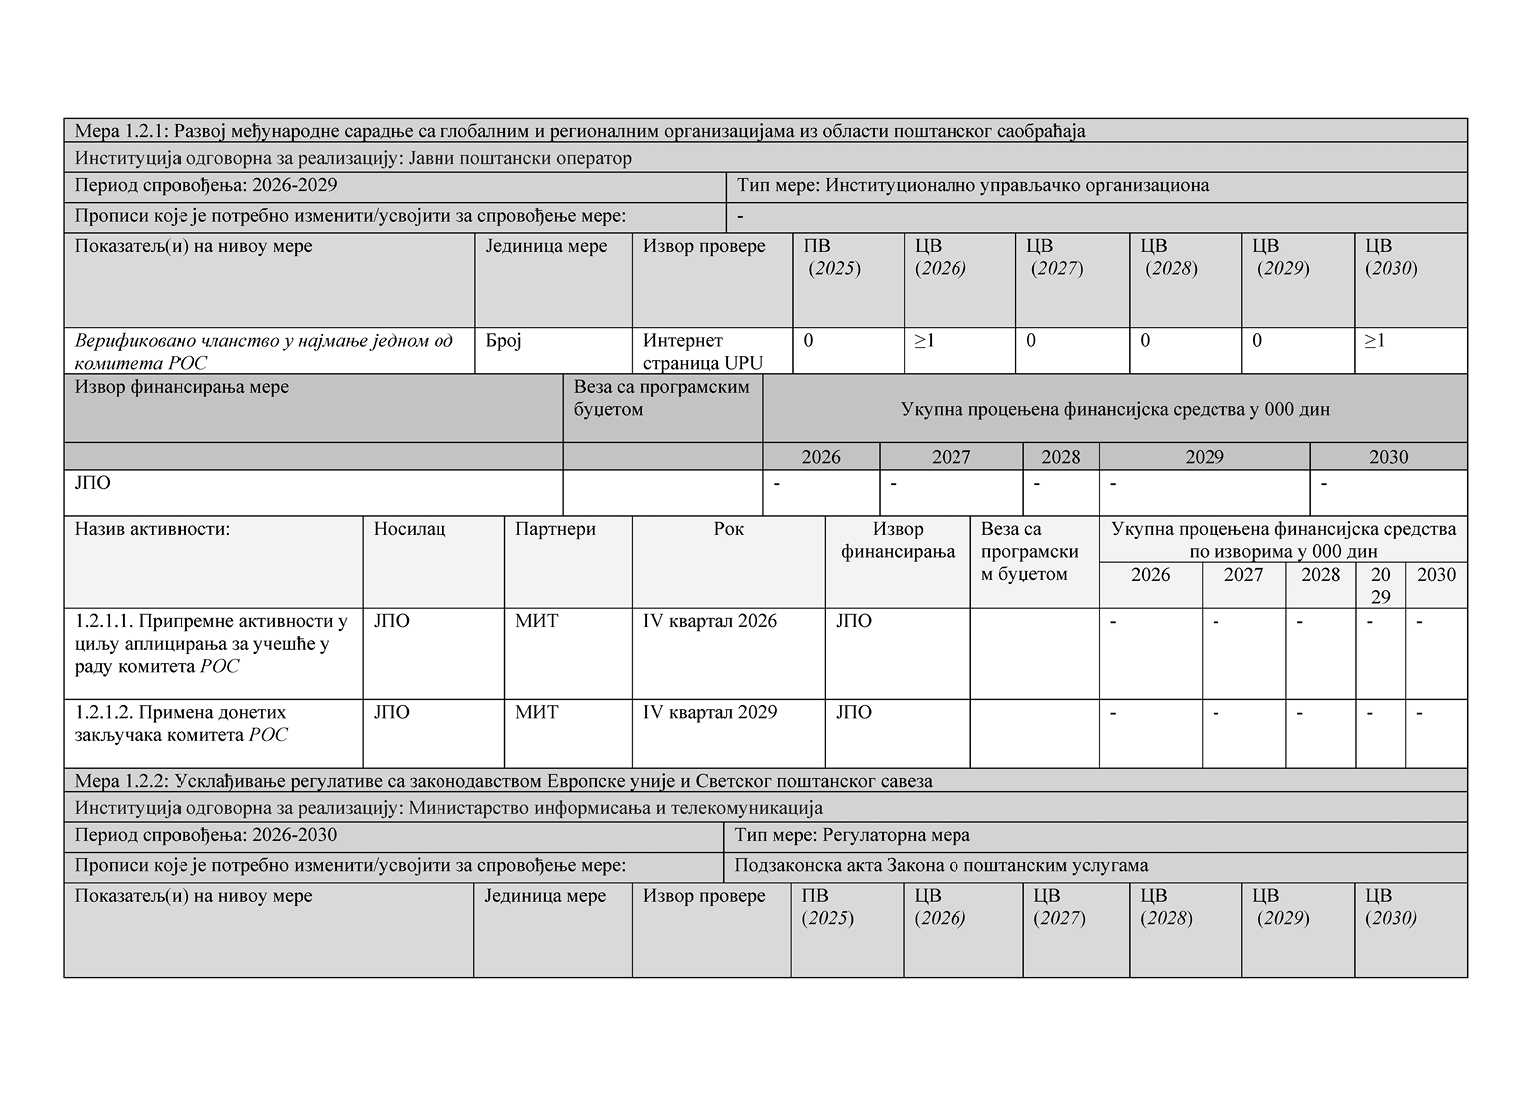 Мера 1.2.1: Развој међународне сарадње са глобалним и регионалним организацијама из области поштанског саобраћаја
Институција одговорна за реализацију: Јавни поштански оператор
Период спровођења: 2026-2029
Тип мере: Институционално управљачко организациона
Прописи које је потребно изменити/усвојити за спровођење мере:
-
Показатељ(и) на нивоу мере
Јединица мере
Извор провере
ПВ
(2025)
ЦВ
(2026)
ЦВ
(2027)
ЦВ
(2028)
ЦВ
(2029)
ЦВ
(2030)
Верификовано чланство у најмање једном од
комитета РОС
Број
Интернет
страница UPU
0
≥1
0
0
0
≥1
Извор финансирања мере
Веза са програмским
буџетом
Укупна процењена финансијска средства у 000 дин
2026
2027
2028
2029
2030
ЈПО
-
-
-
-
-
Назив активности:
Носилац
Партнери
Рок
Извор
финансирања
Веза са
програмски
м буџетом
Укупна процењена финансијска средства
по изворима у 000 дин
2026
2027
2028
20
29
2030
1.2.1.1. Припремне активности у
циљу аплицирања за учешће у
раду комитета РОС
ЈПО
МИТ
IV квартал 2026
ЈПО
-
-
-
-
-
1.2.1.2. Примена донетих
закључака комитета РОС
ЈПО
МИТ
IV квартал 2029
ЈПО
-
-
-
-
-
Мера 1.2.2: Усклађивање регулативе са законодавством Европске уније и Светског поштанског савеза
Институција одговорна за реализацију: Министарство информисања и телекомуникација
Период спровођења: 2026-2030
Тип мере: Регулаторна мера
Прописи које је потребно изменити/усвојити за спровођење мере:
Подзаконска акта Закона о поштанским услугама
Показатељ(и) на нивоу мере
Јединица мере
Извор провере
ПВ
(2025)
ЦВ
(2026)
ЦВ
(2027)
ЦВ
(2028)
ЦВ
(2029)
ЦВ
(2030)